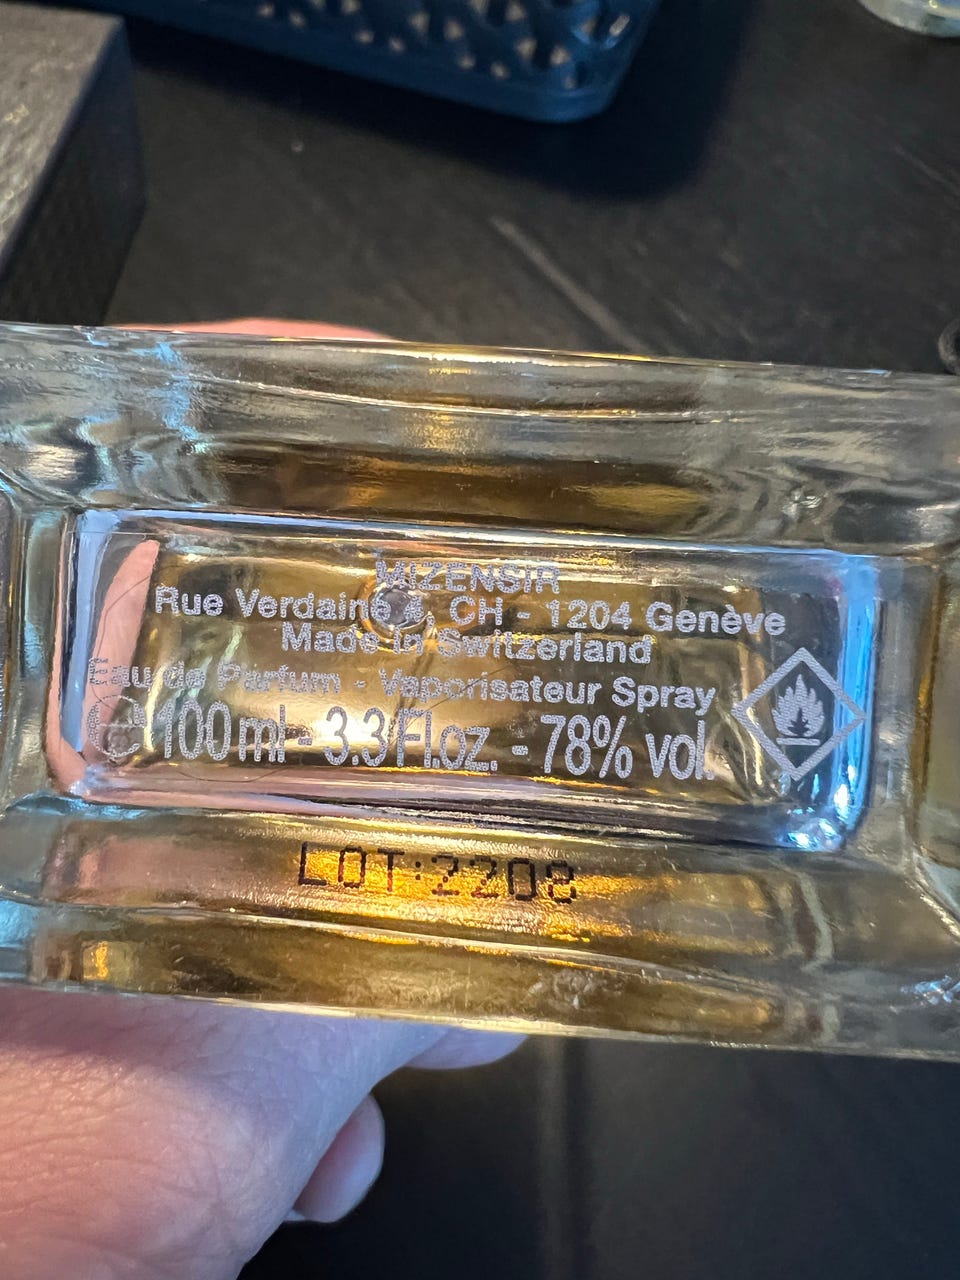 MIZENSIR
Rue Verdaine 4, CH - 1204 Genève
Made in Switzerland
Eau de Parfum - Vaporisateur Spray
℮ 100 ml - 3.3 Fl.oz. - 78% vol.
LOT:2208